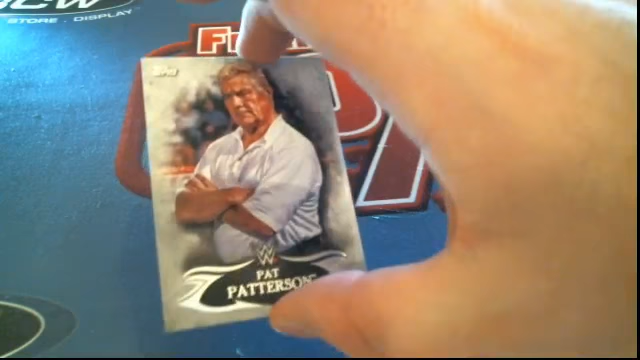 STORE . DISPLAY
Topps
W
PAT
PATTERSON